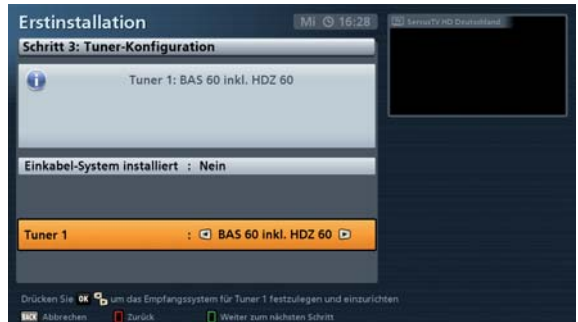 Erstinstallation
Mi 16:28
ServusTV HD Deutschland
Schritt 3: Tuner-Konfiguration
Tuner 1: BAS 60 inkl. HDZ 60
Einkabel-System installiert : Nein
Tuner 1 : BAS 60 inkl. HDZ 60
Drücken Sie OK um das Empfangssystem für Tuner 1 festzulegen und einzurichten
BACK Abbrechen Zurück Weiter zum nächsten Schritt